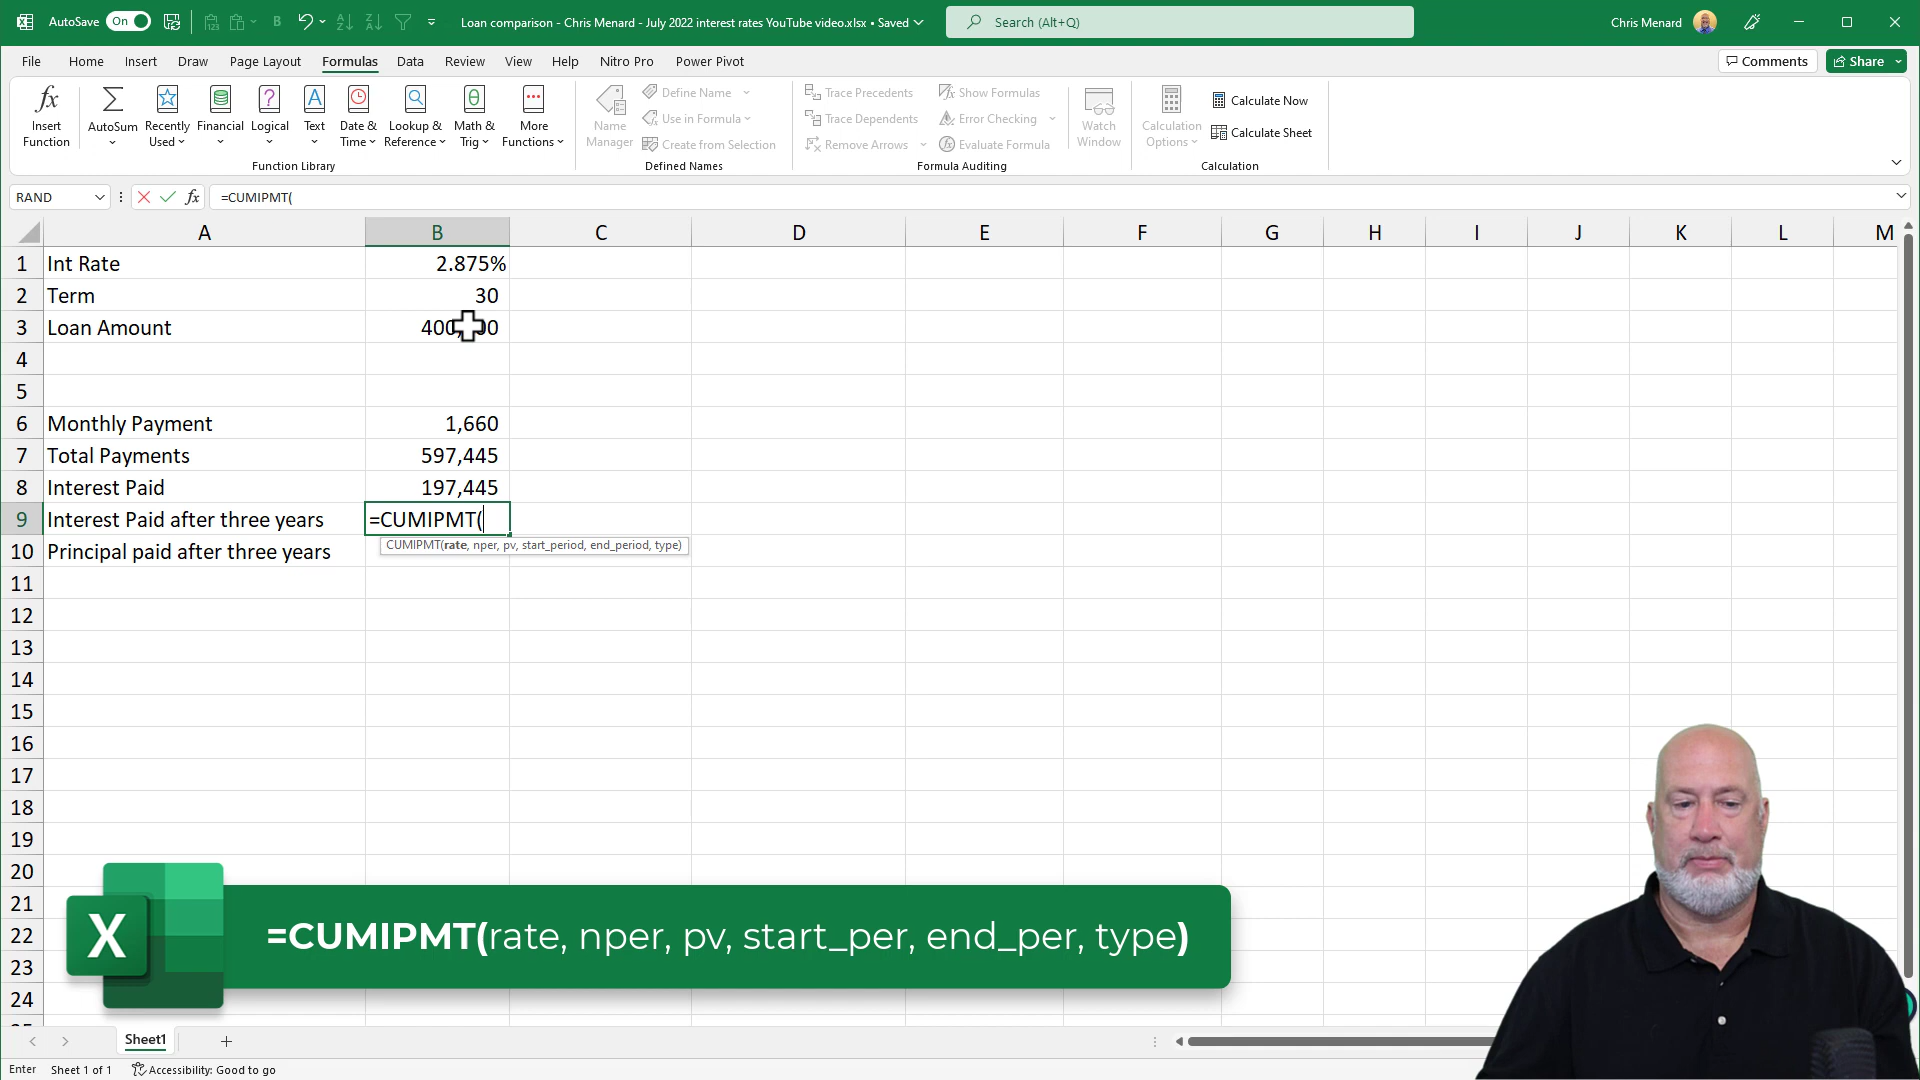 AutoSave On Loan comparison - Chris Menard - July 2022 interest rates YouTube video.xlsx • Saved Search (Alt+Q) Chris Menard
File Home Insert Draw Page Layout Formulas Data Review View Help Nitro Pro Power Pivot Comments Share
Insert Function
AutoSum
Recently Used
Financial
Logical
Text
Date & Time
Lookup & Reference
Math & Trig
More Functions
Function Library
Name Manager
Define Name
Use in Formula
Create from Selection
Defined Names
Trace Precedents
Trace Dependents
Remove Arrows
Show Formulas
Error Checking
Evaluate Formula
Formula Auditing
Watch Window
Calculation Options
Calculate Now
Calculate Sheet
Calculation
RAND fx =CUMIPMT(
A B C D E F G H I J K L M
1 Int Rate 2.875%
2 Term 30
3 Loan Amount
4
5
6 Monthly Payment 1,660
7 Total Payments 597,445
8 Interest Paid 197,445
9 Interest Paid after three years =CUMIPMT(
CUMIPMT(rate, nper, pv, start_period, end_period, type)
10 Principal paid after three years
11
12
13
14
15
16
17
18
19
20
21
22
23
24
X =CUMIPMT(rate, nper, pv, start_per, end_per, type)
Sheet1
Enter Sheet 1 of 1 Accessibility: Good to go